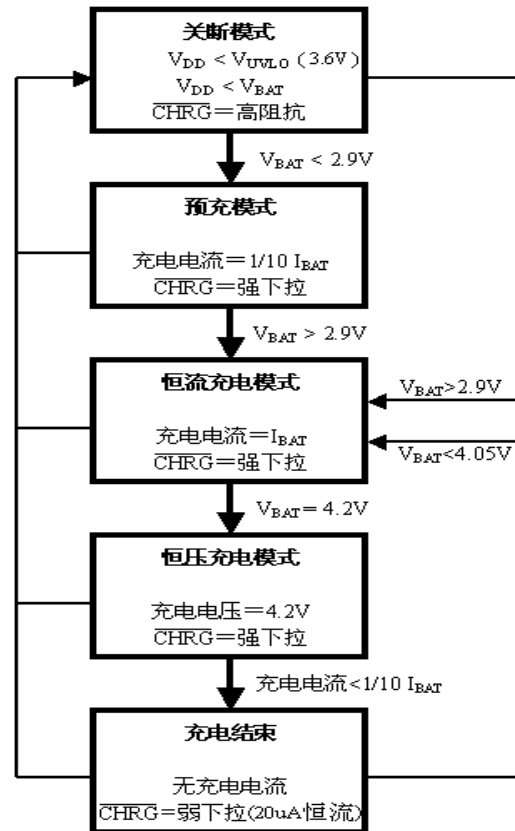 关断模式
V_DD < V_UVLO (3.6V)
V_DD < V_BAT
C̅H̅R̅G̅＝高阻抗
V_BAT < 2.9V
预充模式
充电电流＝1/10 I_BAT
C̅H̅R̅G̅＝强下拉
V_BAT > 2.9V
恒流充电模式
V_BAT>2.9V
充电电流＝I_BAT
C̅H̅R̅G̅＝强下拉
V_BAT<4.05V
V_BAT＝4.2V
恒压充电模式
充电电压＝4.2V
C̅H̅R̅G̅＝强下拉
充电电流<1/10 I_BAT
充电结束
无充电电流
C̅H̅R̅G̅＝弱下拉(20uA恒流)